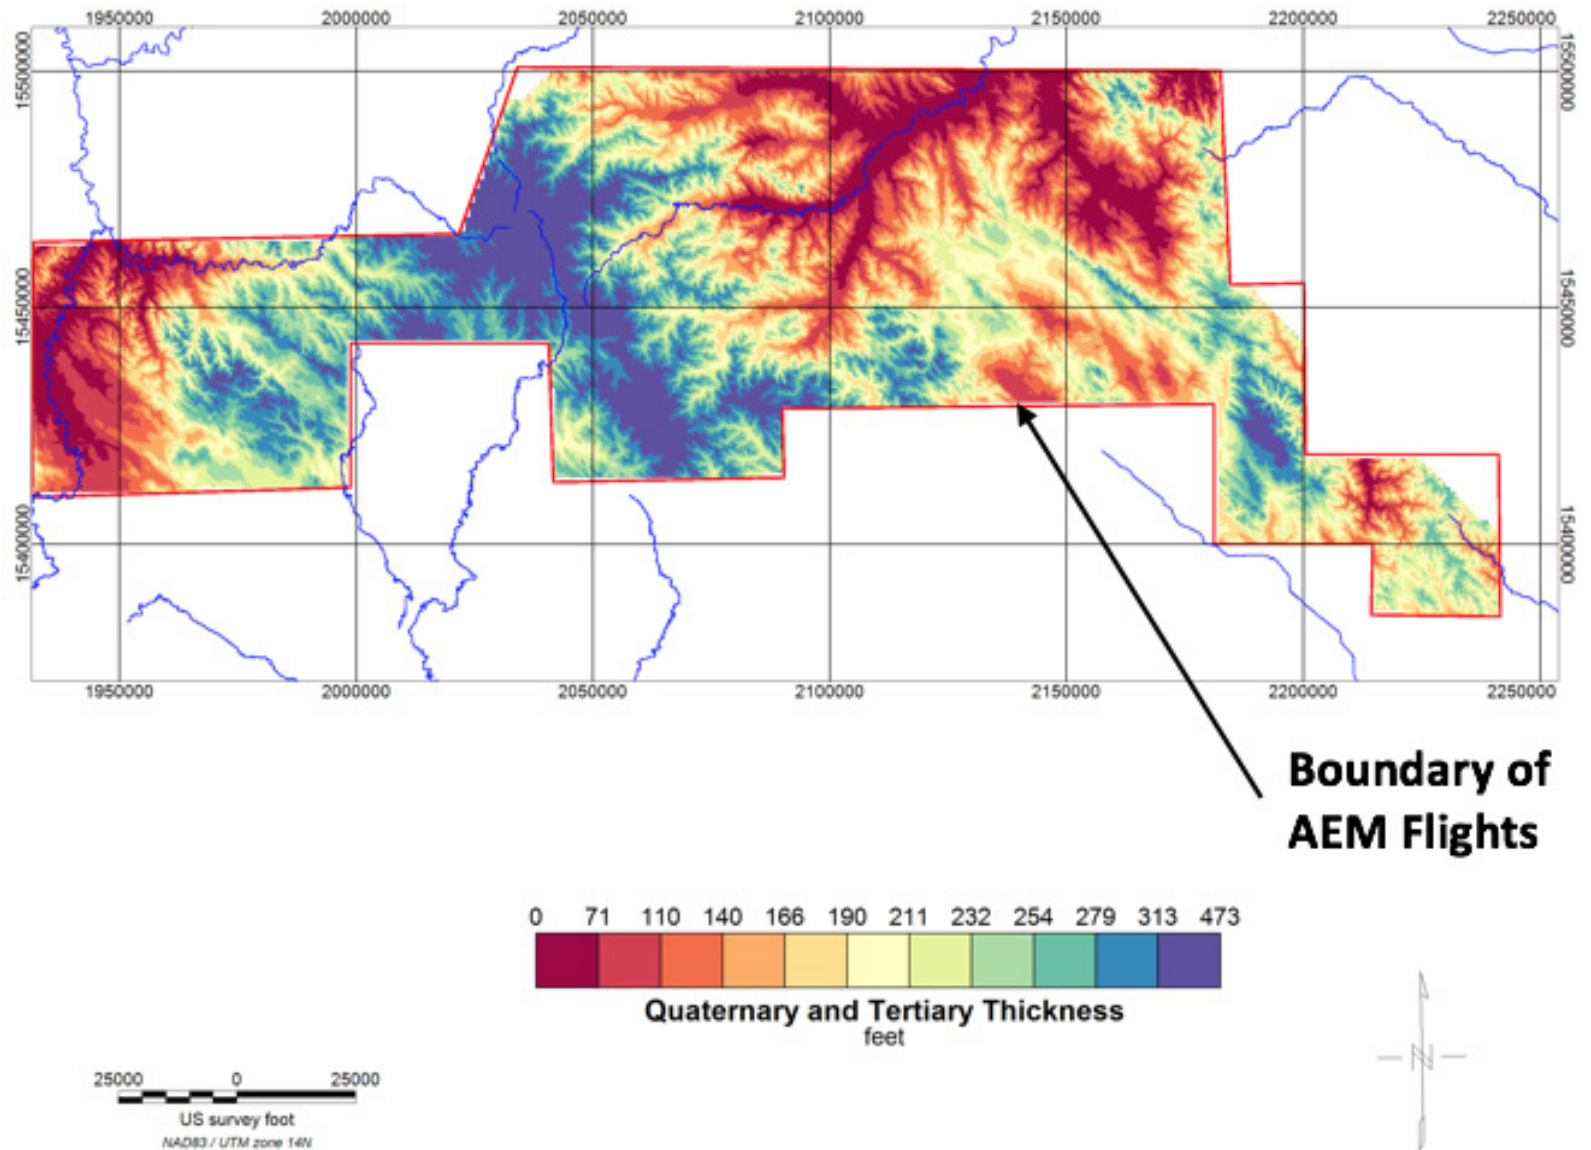 1950000 2000000 2050000 2100000 2150000 2200000 2250000
15500000 15500000
15450000 15450000
15400000 15400000
1950000 2000000 2050000 2100000 2150000 2200000 2250000
Boundary of
AEM Flights
0 71 110 140 166 190 211 232 254 279 313 473
Quaternary and Tertiary Thickness
feet
N
25000 0 25000
US survey foot
NAD83 / UTM zone 14N